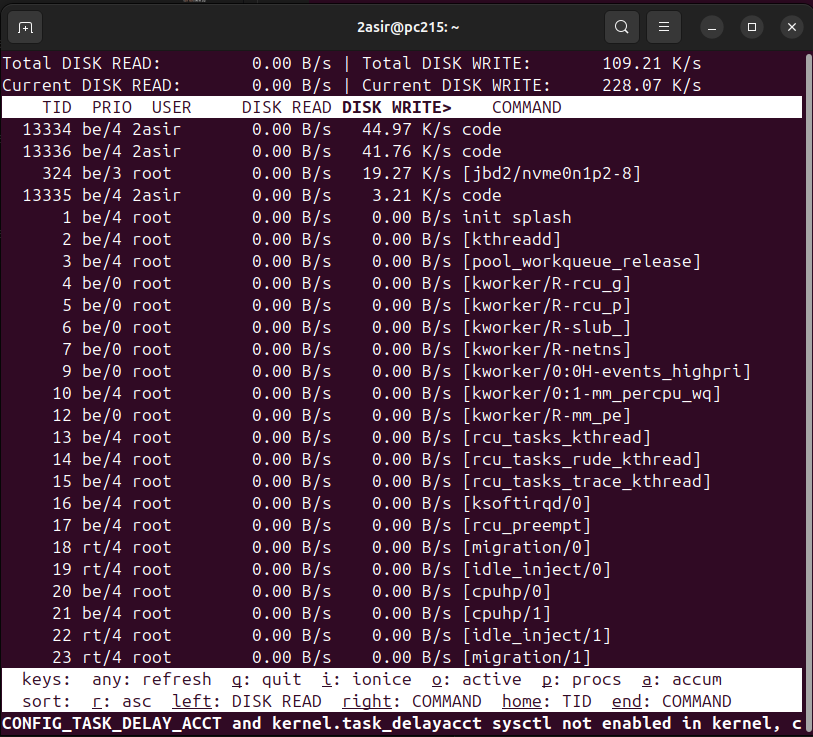 2asir@pc215: ~
Total DISK READ:         0.00 B/s | Total DISK WRITE:       109.21 K/s
Current DISK READ:       0.00 B/s | Current DISK WRITE:     228.07 K/s
    TID  PRIO  USER     DISK READ DISK WRITE>    COMMAND
  13334 be/4 2asir       0.00 B/s   44.97 K/s code
  13336 be/4 2asir       0.00 B/s   41.76 K/s code
    324 be/3 root        0.00 B/s   19.27 K/s [jbd2/nvme0n1p2-8]
  13335 be/4 2asir       0.00 B/s    3.21 K/s code
      1 be/4 root        0.00 B/s    0.00 B/s init splash
      2 be/4 root        0.00 B/s    0.00 B/s [kthreadd]
      3 be/4 root        0.00 B/s    0.00 B/s [pool_workqueue_release]
      4 be/0 root        0.00 B/s    0.00 B/s [kworker/R-rcu_g]
      5 be/0 root        0.00 B/s    0.00 B/s [kworker/R-rcu_p]
      6 be/0 root        0.00 B/s    0.00 B/s [kworker/R-slub_]
      7 be/0 root        0.00 B/s    0.00 B/s [kworker/R-netns]
      9 be/0 root        0.00 B/s    0.00 B/s [kworker/0:0H-events_highpri]
     10 be/4 root        0.00 B/s    0.00 B/s [kworker/0:1-mm_percpu_wq]
     12 be/0 root        0.00 B/s    0.00 B/s [kworker/R-mm_pe]
     13 be/4 root        0.00 B/s    0.00 B/s [rcu_tasks_kthread]
     14 be/4 root        0.00 B/s    0.00 B/s [rcu_tasks_rude_kthread]
     15 be/4 root        0.00 B/s    0.00 B/s [rcu_tasks_trace_kthread]
     16 be/4 root        0.00 B/s    0.00 B/s [ksoftirqd/0]
     17 be/4 root        0.00 B/s    0.00 B/s [rcu_preempt]
     18 rt/4 root        0.00 B/s    0.00 B/s [migration/0]
     19 rt/4 root        0.00 B/s    0.00 B/s [idle_inject/0]
     20 be/4 root        0.00 B/s    0.00 B/s [cpuhp/0]
     21 be/4 root        0.00 B/s    0.00 B/s [cpuhp/1]
     22 rt/4 root        0.00 B/s    0.00 B/s [idle_inject/1]
     23 rt/4 root        0.00 B/s    0.00 B/s [migration/1]
  keys:  any: refresh  q: quit  i: ionice  o: active  p: procs  a: accum
  sort:  r: asc  left: DISK READ  right: COMMAND  home: TID  end: COMMAND
CONFIG_TASK_DELAY_ACCT and kernel.task_delayacct sysctl not enabled in kernel, c